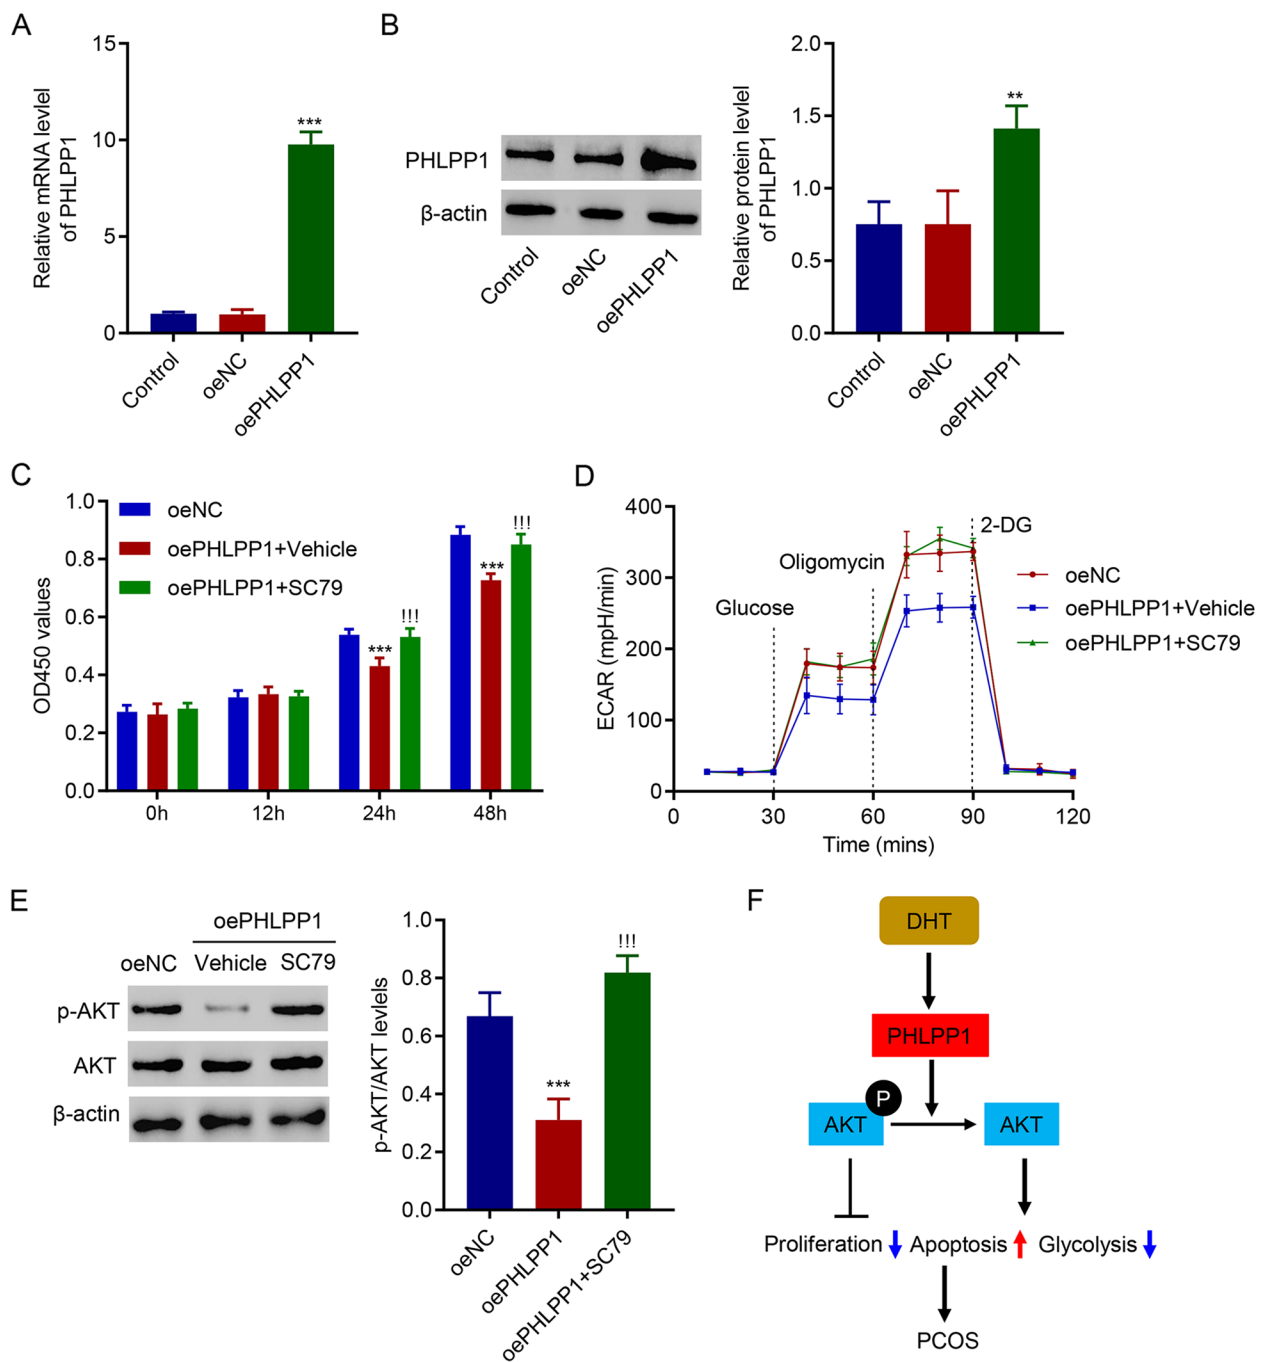 A
Relative mRNA levlel
of PHLPP1
15
10
5
0
***
Control
oeNC
oePHLPP1
B
PHLPP1
β-actin
Control
oeNC
oePHLPP1
Relative protein level
of PHLPP1
2.0
1.5
1.0
0.5
0.0
**
Control
oeNC
oePHLPP1
C
OD450 values
1.0
0.8
0.6
0.4
0.2
0.0
oeNC
oePHLPP1+Vehicle
oePHLPP1+SC79
***
!!!
***
!!!
0h
12h
24h
48h
D
ECAR (mpH/min)
400
300
200
100
0
Glucose
Oligomycin
2-DG
oeNC
oePHLPP1+Vehicle
oePHLPP1+SC79
0
30
60
90
120
Time (mins)
E
oePHLPP1
oeNC
Vehicle
SC79
p-AKT
AKT
β-actin
p-AKT/AKT levlels
1.0
0.8
0.6
0.4
0.2
0.0
***
!!!
oeNC
oePHLPP1
oePHLPP1+SC79
F
DHT
PHLPP1
P
AKT
AKT
Proliferation
Apoptosis
Glycolysis
PCOS